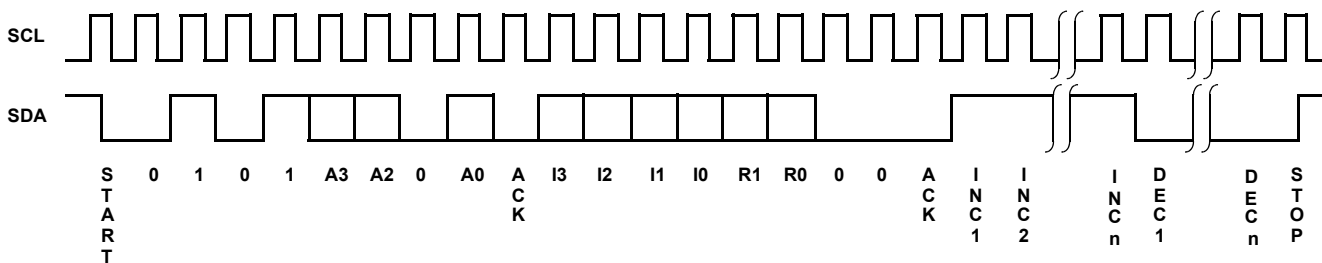 SCL
SDA
START 0 1 0 1 A3 A2 0 A0 ACK I3 I2 I1 I0 R1 R0 0 0 ACK INC1 INC2 INCn DEC1 DECn STOP